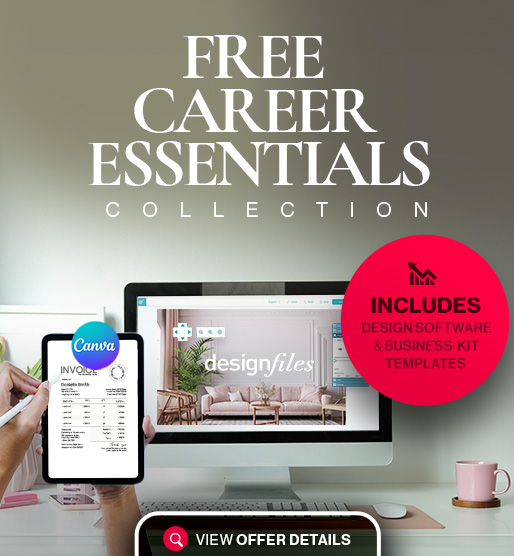 FREE
CAREER
ESSENTIALS
COLLECTION
INCLUDES
DESIGN SOFTWARE
& BUSINESS KIT
TEMPLATES
designfiles
Canva
INVOICE
VIEW OFFER DETAILS